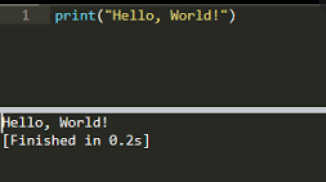 1 print("Hello, World!")
Hello, World!
[Finished in 0.2s]